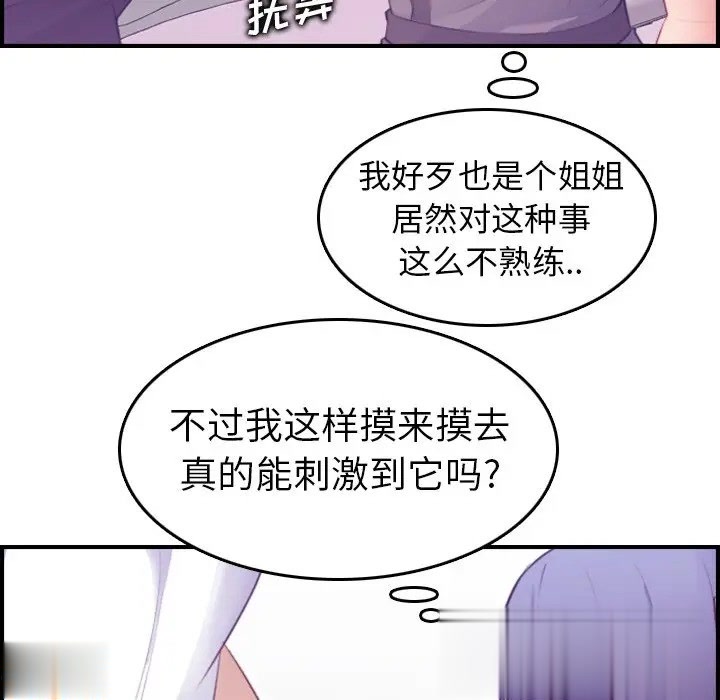 抚弄
我好歹也是个姐姐
居然对这种事
这么不熟练..
不过我这样摸来摸去
真的能刺激到它吗?